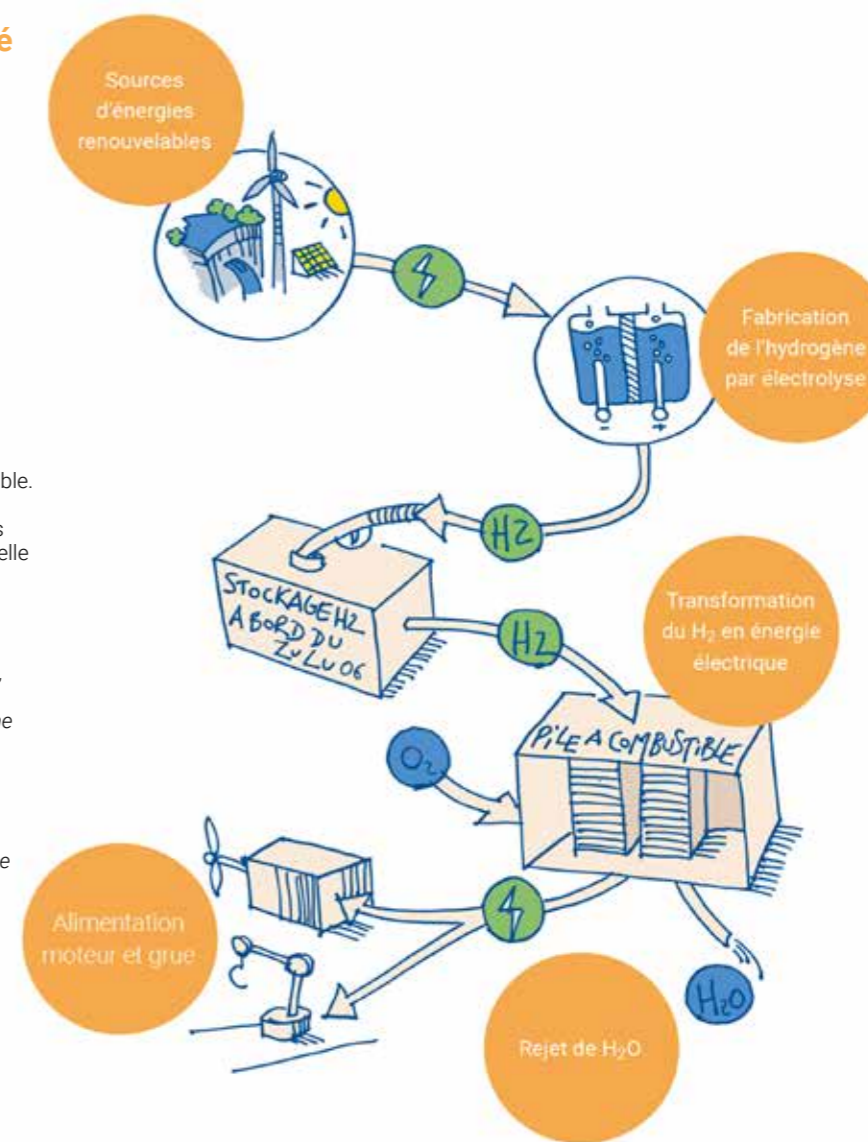 é
Sources
d'énergies
renouvelables
Fabrication
de l'hydrogène
par électrolyse
- +
H2
ble.
s
elle
STOCKAGE H2
A BORD DU
ZULU 06
H2
Transformation
du H₂ en énergie
électrique
,
ne
PILE A COMBUSTIBLE
O₂
e
Alimentation
moteur et grue
H₂O
Rejet de H₂O